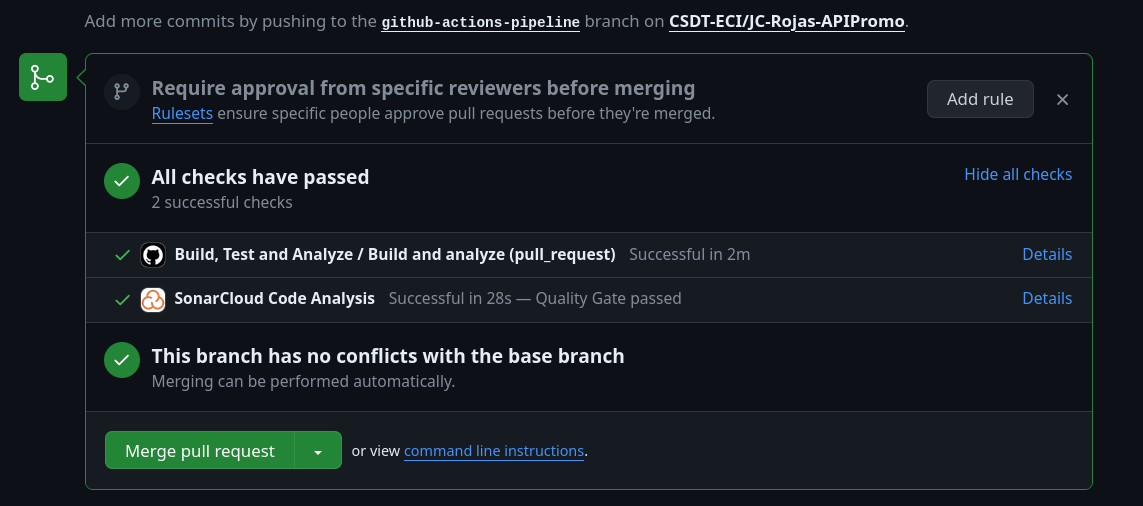 Add more commits by pushing to the github-actions-pipeline branch on CSDT-ECI/JC-Rojas-APIPromo.
Require approval from specific reviewers before merging
Rulesets ensure specific people approve pull requests before they're merged.
Add rule
All checks have passed
2 successful checks
Hide all checks
Build, Test and Analyze / Build and analyze (pull_request) Successful in 2m
Details
SonarCloud Code Analysis Successful in 28s — Quality Gate passed
Details
This branch has no conflicts with the base branch
Merging can be performed automatically.
Merge pull request
or view command line instructions.